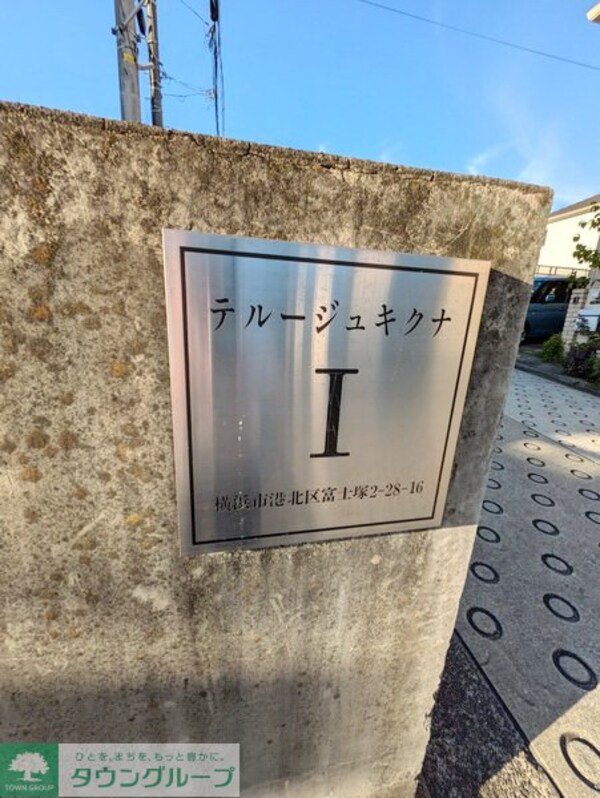 テルージュキクナ
I
横浜市港北区富士塚2-28-16
ひとを、まちを、もっと豊かに。
タウングループ
TOWN GROUP